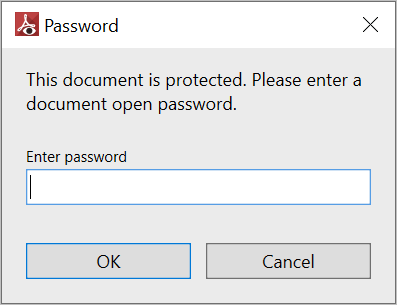 Password
This document is protected. Please enter a
document open password.
Enter password
OK
Cancel